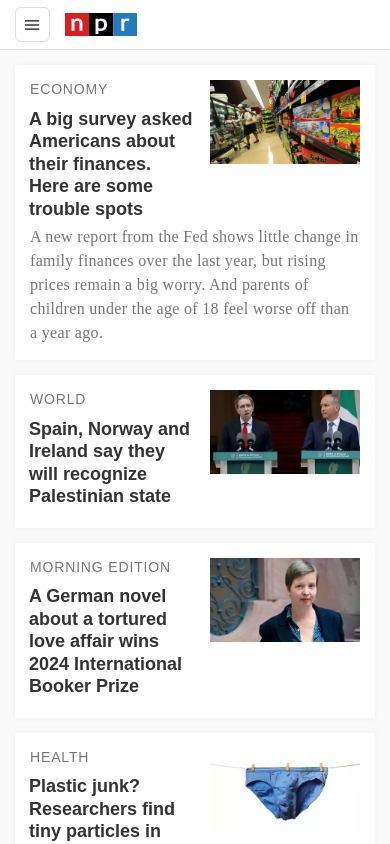 npr
ECONOMY
A big survey asked
Americans about
their finances.
Here are some
trouble spots
A new report from the Fed shows little change in
family finances over the last year, but rising
prices remain a big worry. And parents of
children under the age of 18 feel worse off than
a year ago.
WORLD
Spain, Norway and
Ireland say they
will recognize
Palestinian state
MORNING EDITION
A German novel
about a tortured
love affair wins
2024 International
Booker Prize
HEALTH
Plastic junk?
Researchers find
tiny particles in